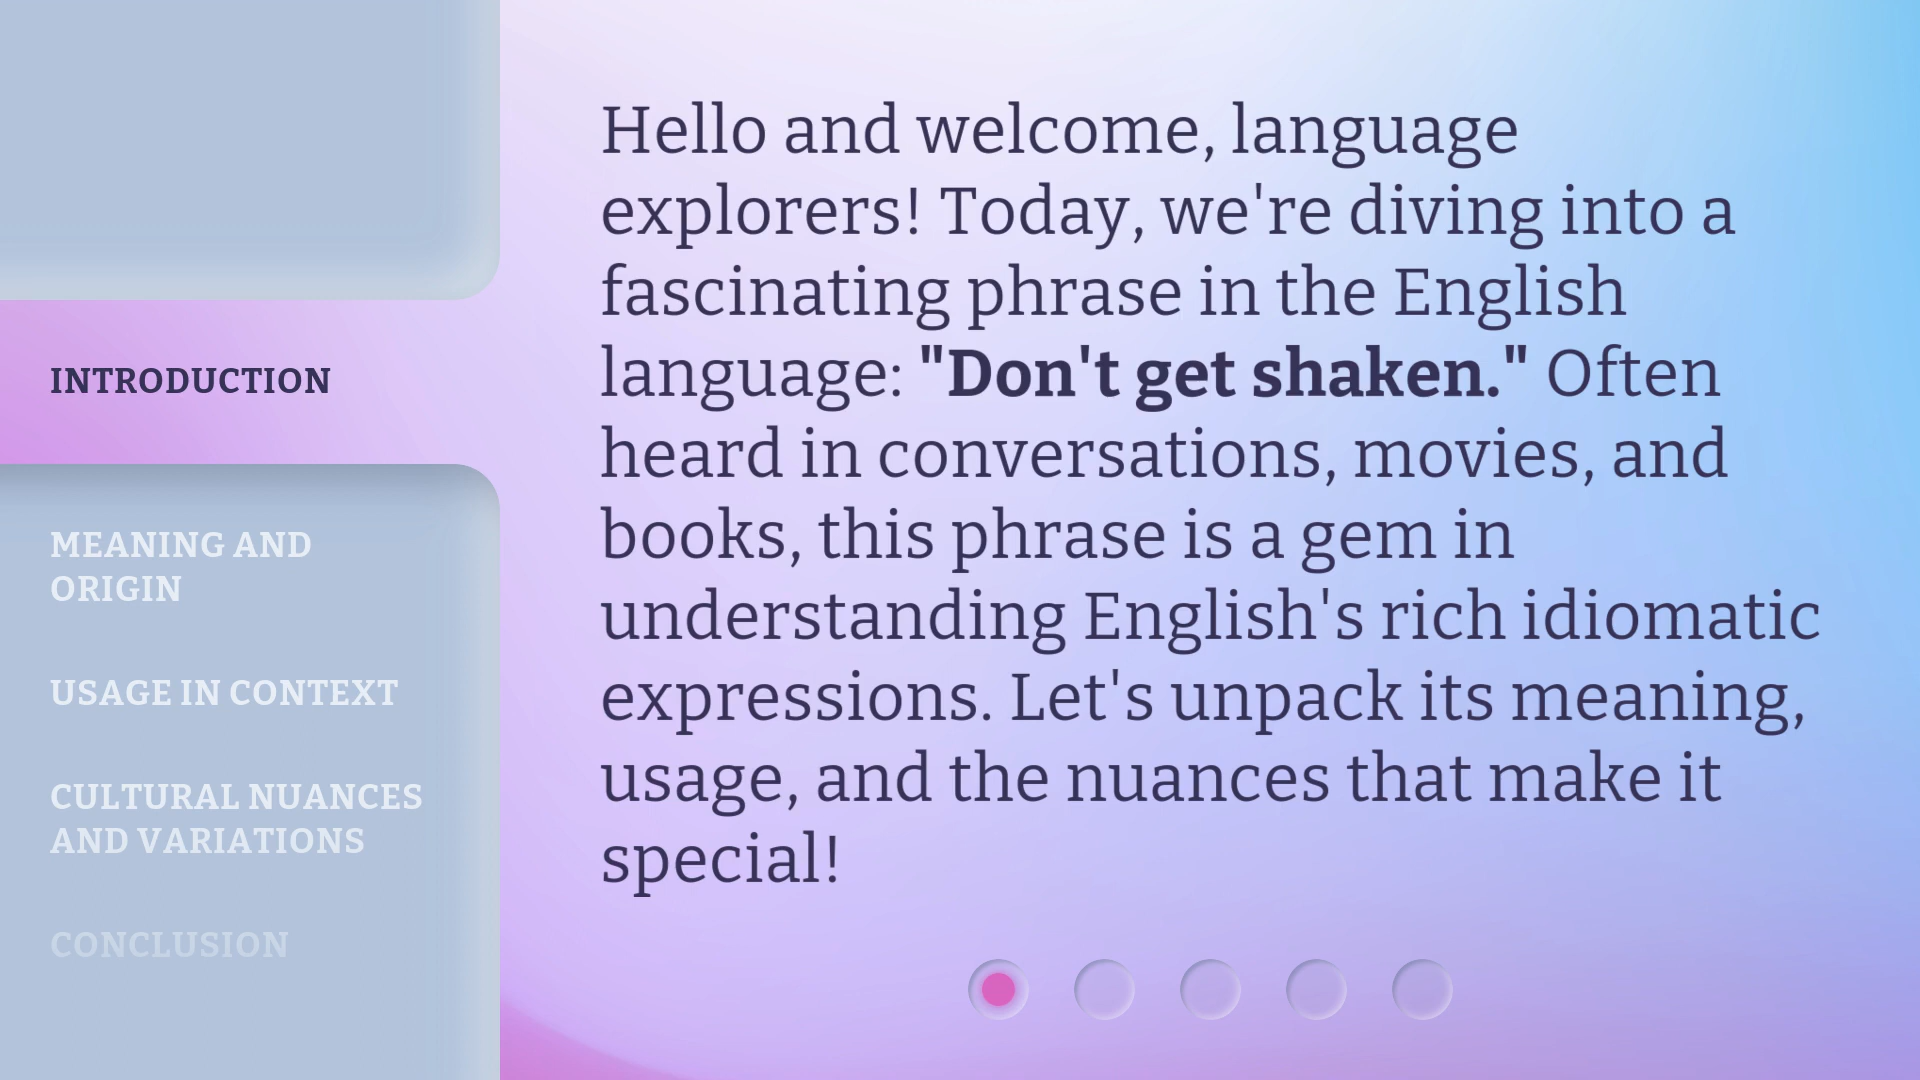 INTRODUCTION
MEANING AND
ORIGIN
USAGE IN CONTEXT
CULTURAL NUANCES
AND VARIATIONS
CONCLUSION
Hello and welcome, language
explorers! Today, we're diving into a
fascinating phrase in the English
language: "Don't get shaken." Often
heard in conversations, movies, and
books, this phrase is a gem in
understanding English's rich idiomatic
expressions. Let's unpack its meaning,
usage, and the nuances that make it
special!